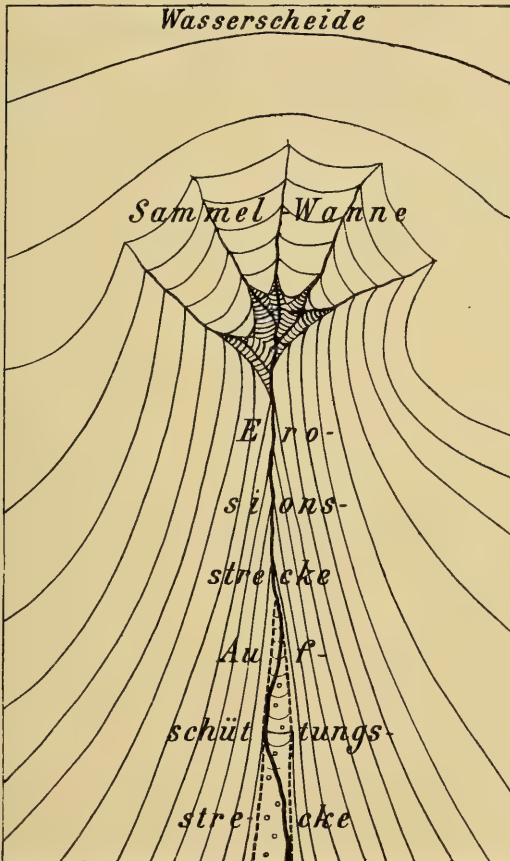 Wasserscheide
Sammel-Wanne
Ero-
sions-
strecke
Auf-
schüttungs-
strecke